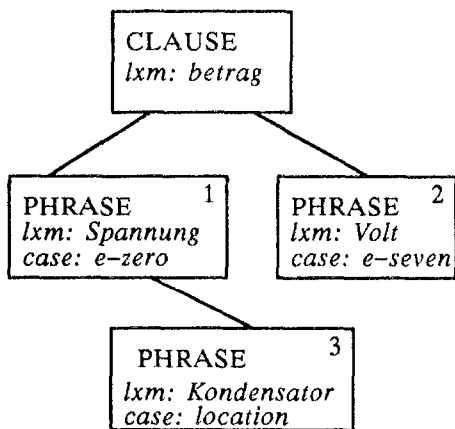 CLAUSE
lxm: betrag
PHRASE 1
lxm: Spannung
case: e-zero
PHRASE 2
lxm: Volt
case: e-seven
PHRASE 3
lxm: Kondensator
case: location